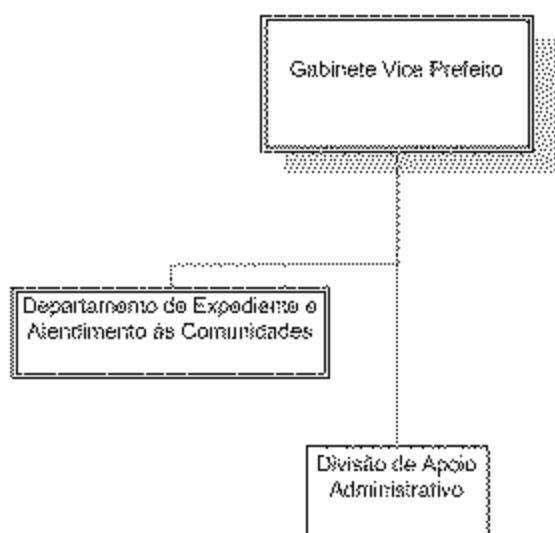 Gabinete Vice Prefeito
Departamento de Expediente e
Atendimento às Comunidades
Divisão de Apoio
Administrativo